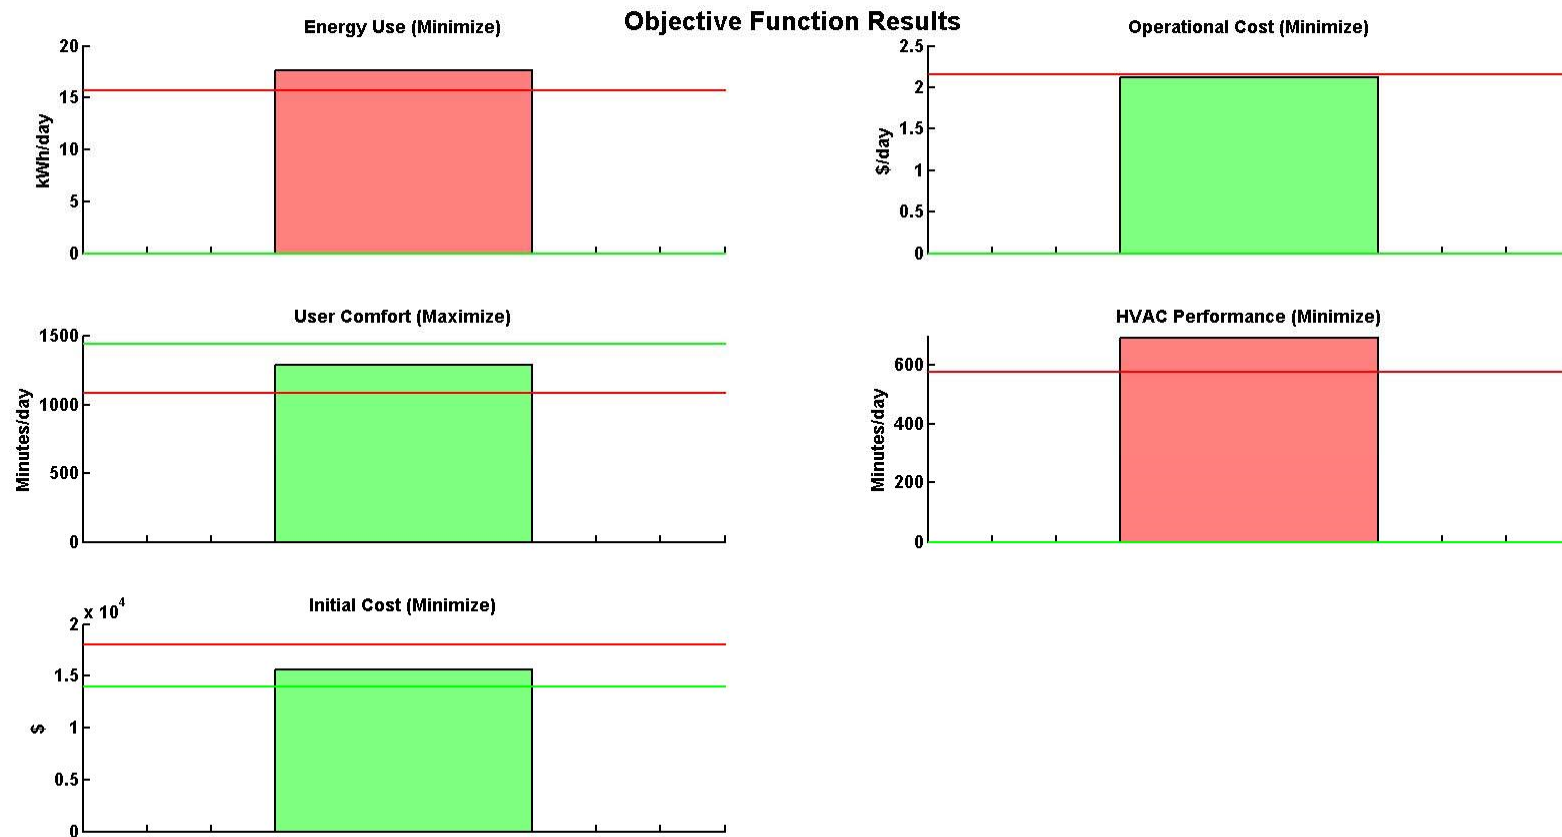 Objective Function Results
Energy Use (Minimize)
20
15
10
5
0
kWh/day
Operational Cost (Minimize)
2.5
2
1.5
1
0.5
0
$/day
User Comfort (Maximize)
1500
1000
500
0
Minutes/day
HVAC Performance (Minimize)
600
400
200
0
Minutes/day
Initial Cost (Minimize)
x 10^4
2
1.5
1
0.5
0
$